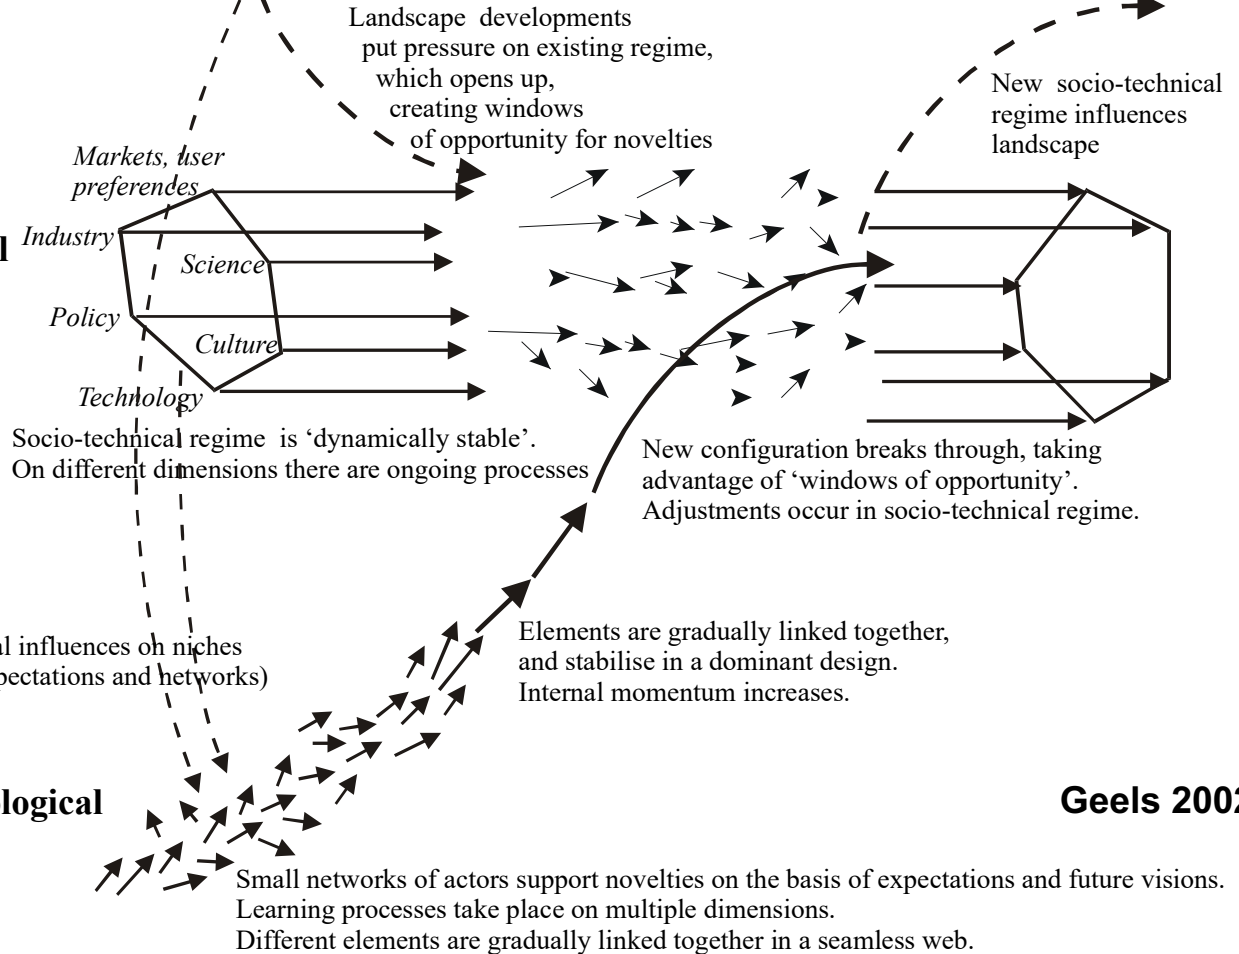 Landscape developments
put pressure on existing regime,
which opens up,
creating windows
of opportunity for novelties
New socio-technical
regime influences
landscape
Markets, user
preferences
Industry
Science
Policy
Culture
Technology
Socio-technical regime is ‘dynamically stable’.
On different dimensions there are ongoing processes
New configuration breaks through, taking
advantage of ‘windows of opportunity’.
Adjustments occur in socio-technical regime.
influences on niches
and networks)
Elements are gradually linked together,
and stabilise in a dominant design.
Internal momentum increases.
Geels 2002
Small networks of actors support novelties on the basis of expectations and future visions.
Learning processes take place on multiple dimensions.
Different elements are gradually linked together in a seamless web.